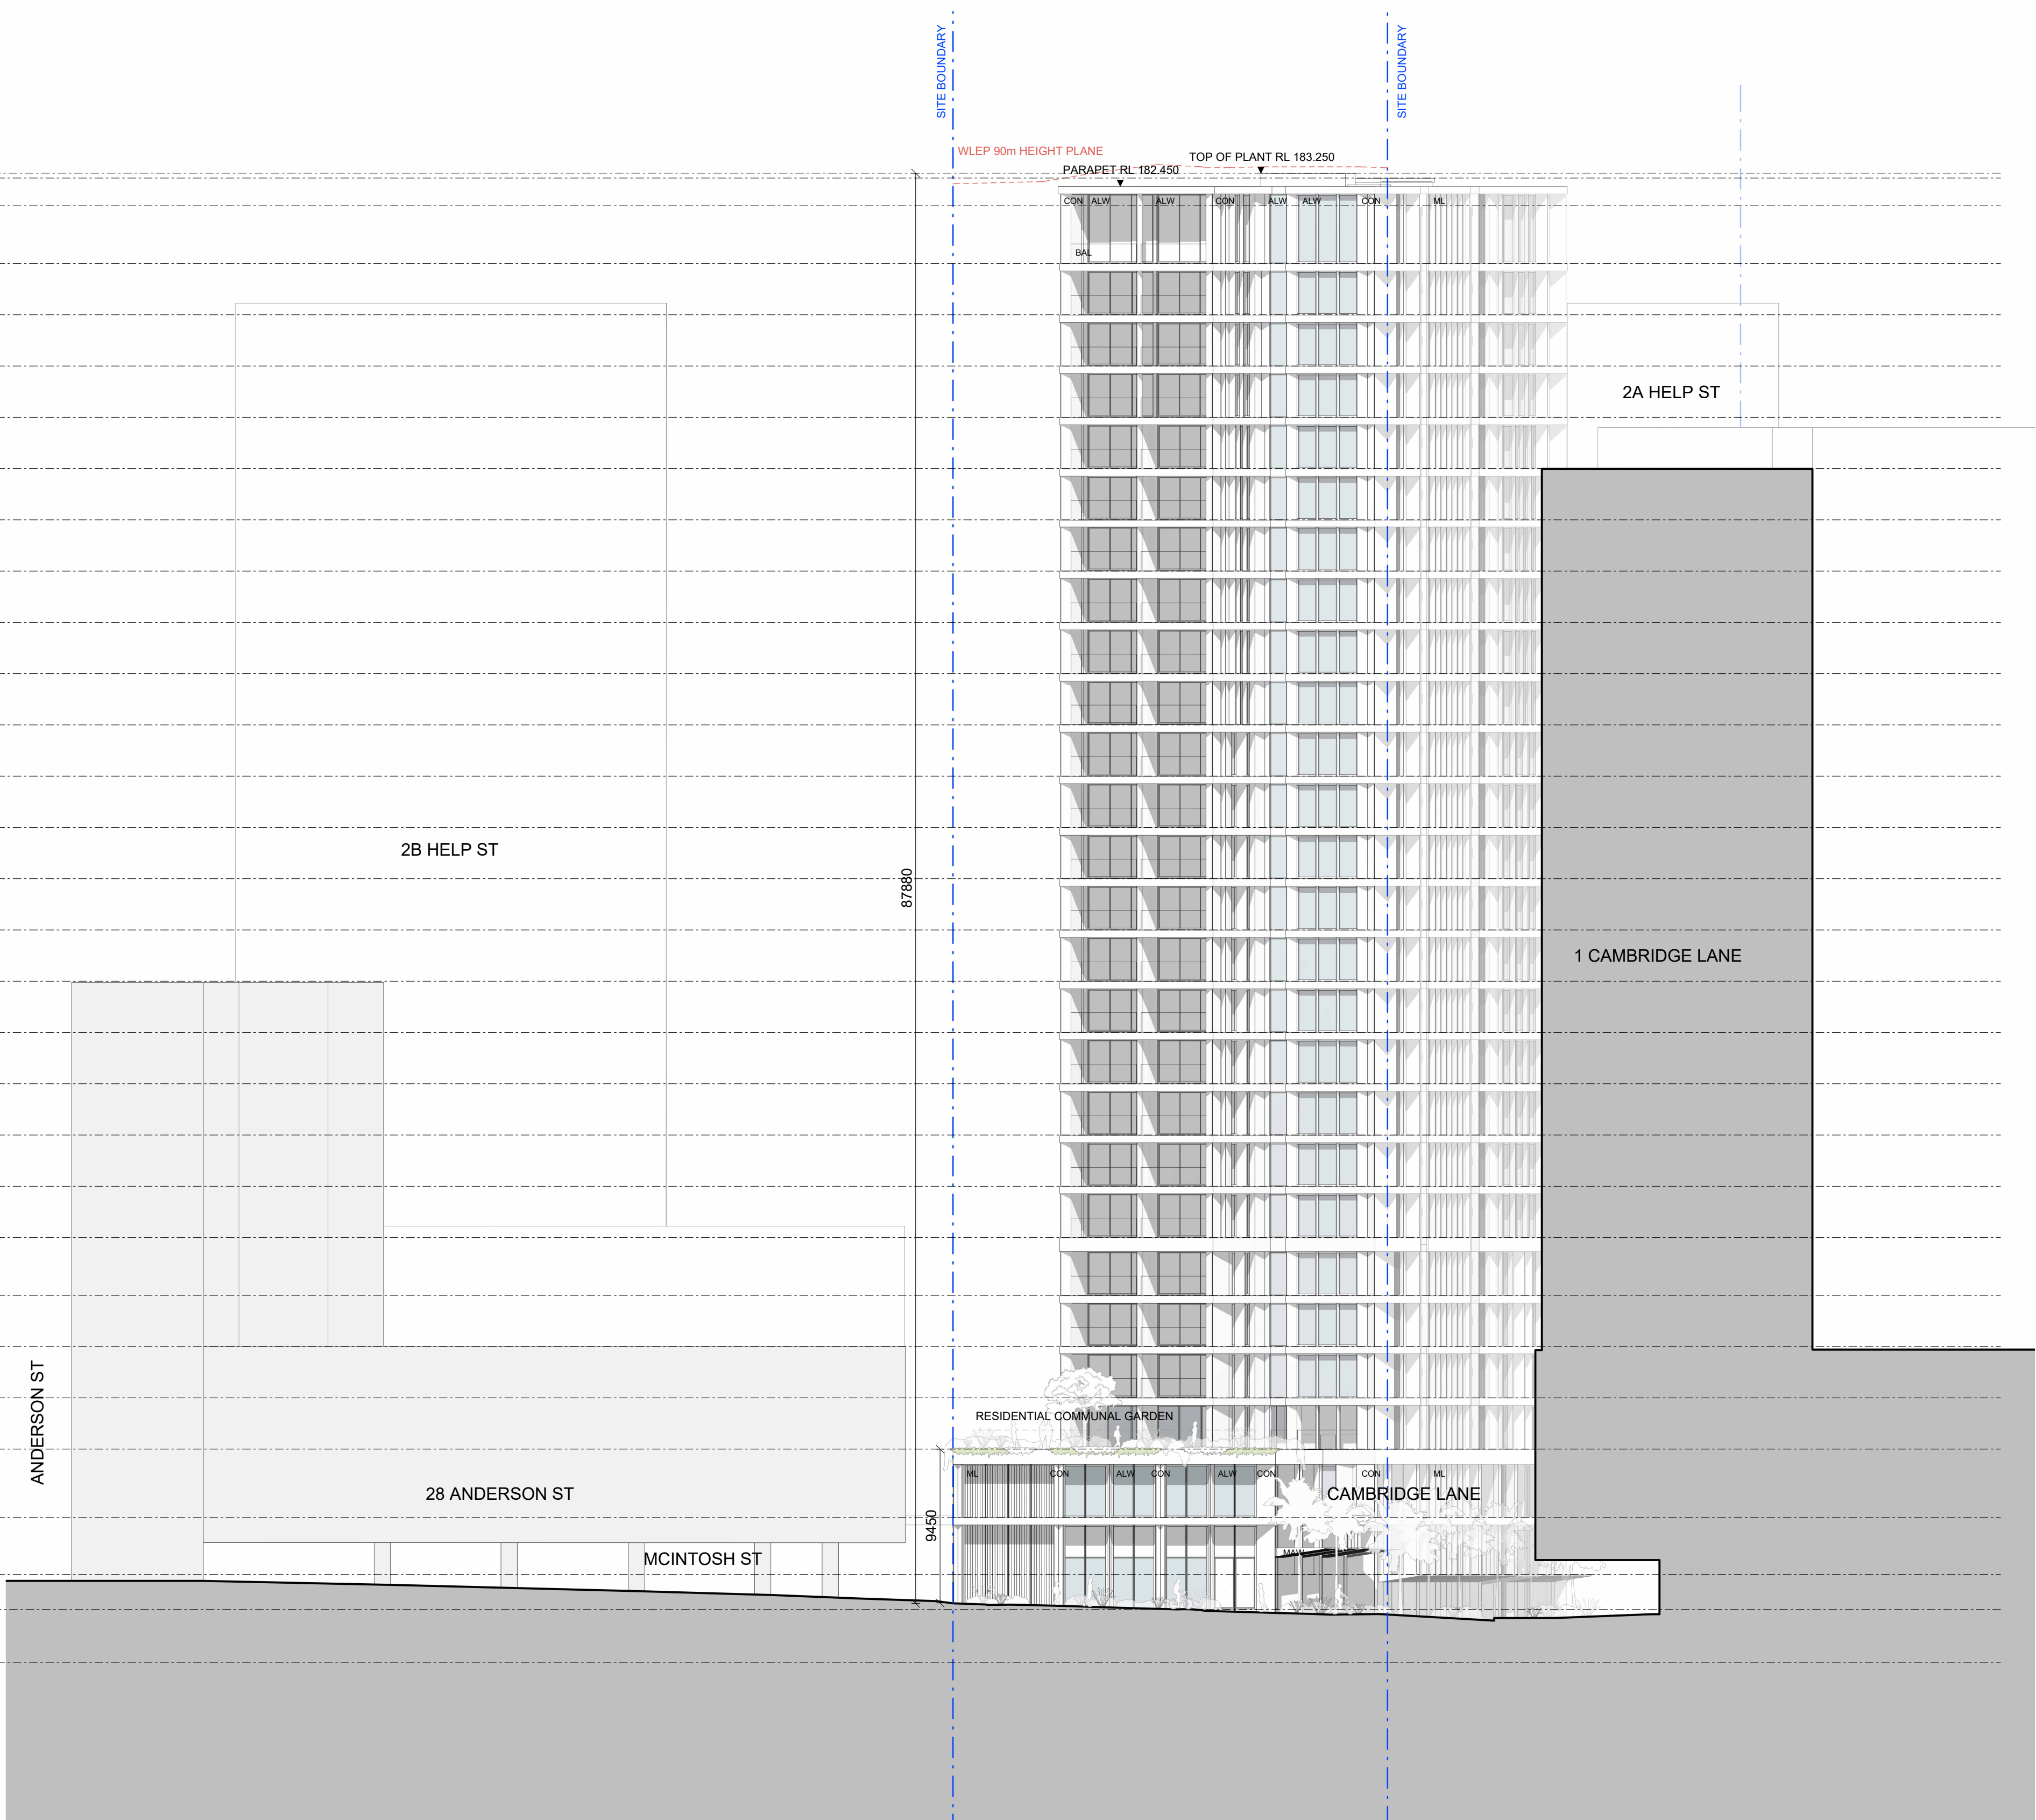 SITE BOUNDARY
SITE BOUNDARY
WLEP 90m HEIGHT PLANE
TOP OF PLANT RL 183.250
PARAPET RL 182.450
CON ALW ALW CON ALW ALW CON ML
BAL
2A HELP ST
2B HELP ST
87880
1 CAMBRIDGE LANE
ANDERSON ST
RESIDENTIAL COMMUNAL GARDEN
ML CON ALW CON ALW CON CON ML
28 ANDERSON ST
CAMBRIDGE LANE
9450
MCINTOSH ST
MAW